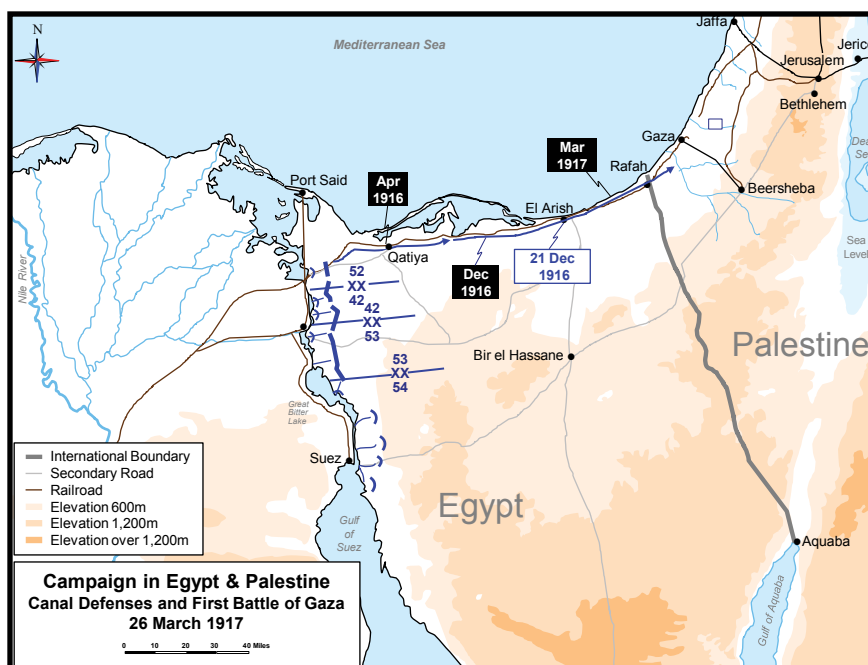 N
Mediterranean Sea
Jaffa
Jerico
Jerusalem
Bethlehem
Dead
Sea
Gaza
Mar
1917
Rafah
Beersheba
Port Said
Apr
1916
El Arish
Qatiya
Dec
1916
21 Dec
1916
Sea
Level
Nile River
52
XX
42
42
XX
53
53
XX
54
Bir el Hassane
Palestine
Great
Bitter
Lake
Suez
Egypt
Gulf
of
Suez
Aquaba
Gulf of Aquaba
International Boundary
Secondary Road
Railroad
Elevation 600m
Elevation 1,200m
Elevation over 1,200m
Campaign in Egypt & Palestine
Canal Defenses and First Battle of Gaza
26 March 1917
0 10 20 30 40 Miles